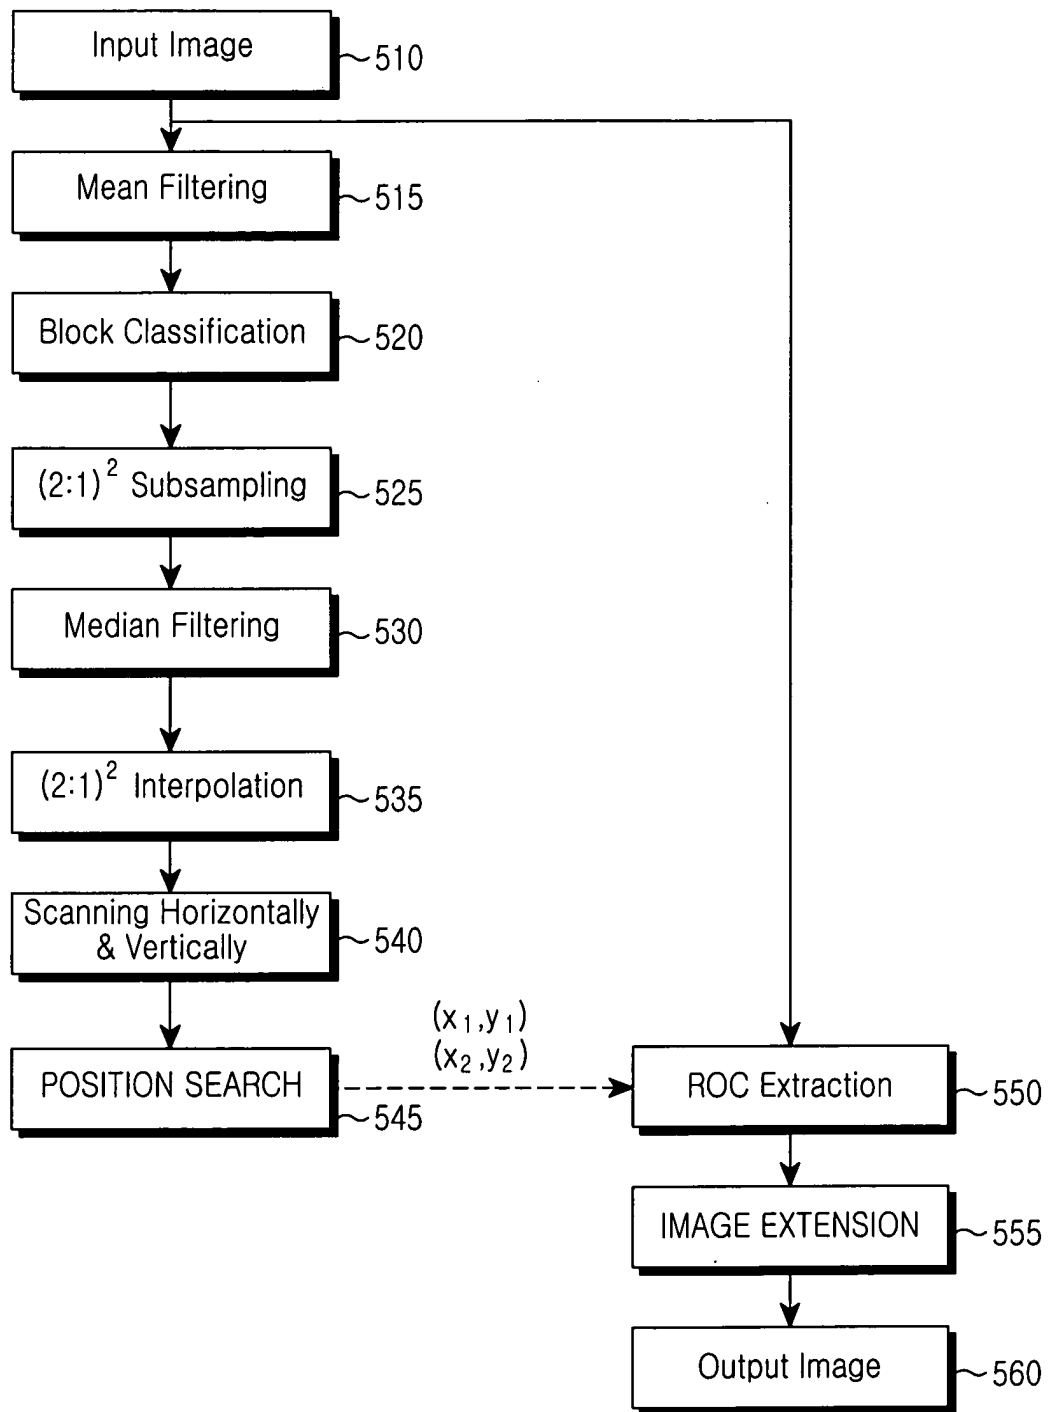 Input Image
510
Mean Filtering
515
Block Classification
520
(2:1)² Subsampling
525
Median Filtering
530
(2:1)² Interpolation
535
Scanning Horizontally
& Vertically
540
POSITION SEARCH
545
(x₁,y₁)
(x₂,y₂)
ROC Extraction
550
IMAGE EXTENSION
555
Output Image
560